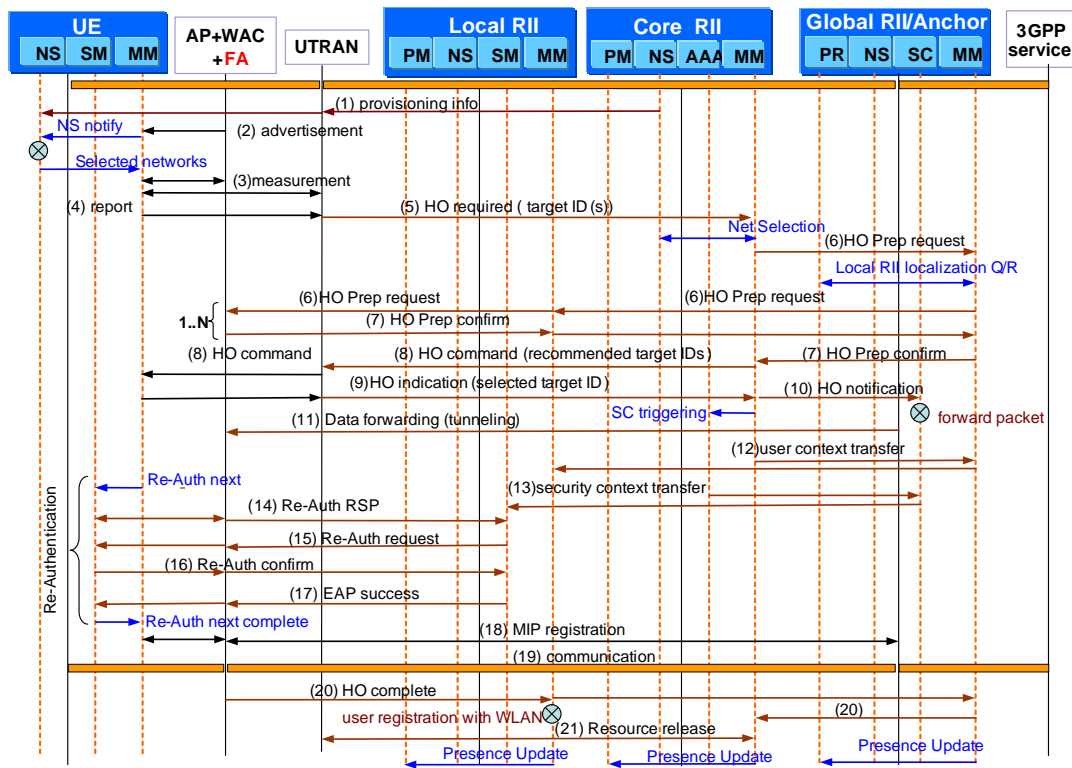 UE
NS
SM
MM
AP+WAC
+FA
UTRAN
Local RII
PM
NS
SM
MM
Core RII
PM
NS
AAA
MM
Global RII/Anchor
PR
NS
SC
MM
3GPP
service
(1) provisioning info
NS notify
(2) advertisement
Selected networks
(3)measurement
(4) report
(5) HO required ( target ID (s))
Net Selection
(6)HO Prep request
Local RII localization Q/R
(6)HO Prep request
(6)HO Prep request
1..N
(7) HO Prep confirm
(8) HO command
(8) HO command (recommended target IDs)
(7) HO Prep confirm
(9)HO indication (selected target ID)
(10) HO notification
SC triggering
(11) Data forwarding (tunneling)
forward packet
(12)user context transfer
Re-Auth next
(13)security context transfer
(14) Re-Auth RSP
(15) Re-Auth request
(16) Re-Auth confirm
(17) EAP success
Re-Authentication
Re-Auth next complete
(18) MIP registration
(19) communication
(20) HO complete
user registration with WLAN
(20)
(21) Resource release
Presence Update
Presence Update
Presence Update